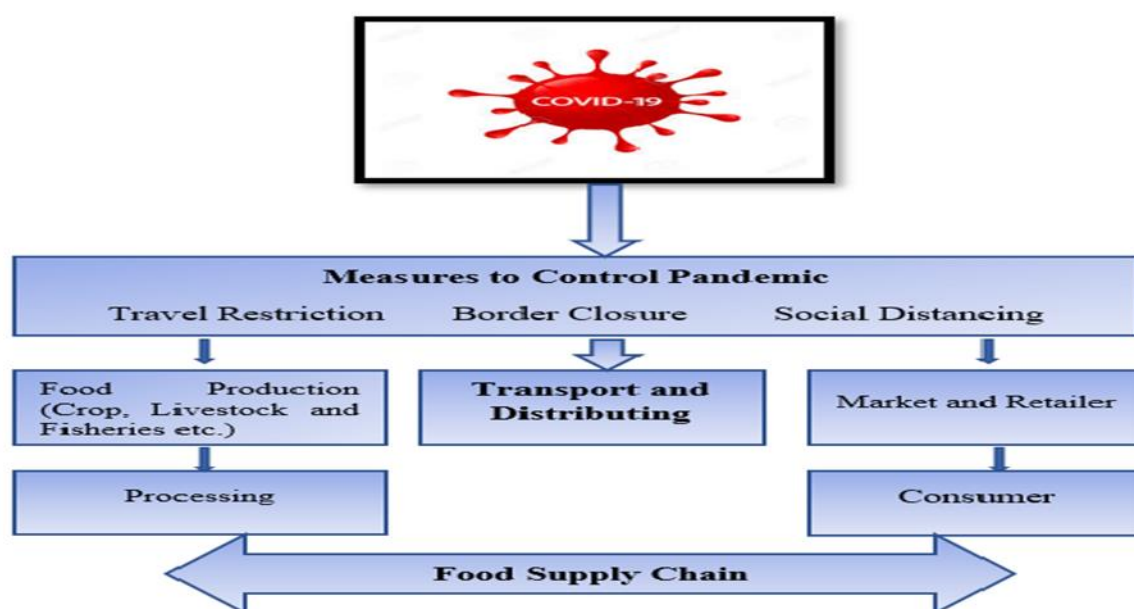 COVID-19
Measures to Control Pandemic
Travel Restriction Border Closure Social Distancing
Food Production
(Crop, Livestock and
Fisheries etc.)
Transport and
Distributing
Market and Retailer
Processing
Consumer
Food Supply Chain